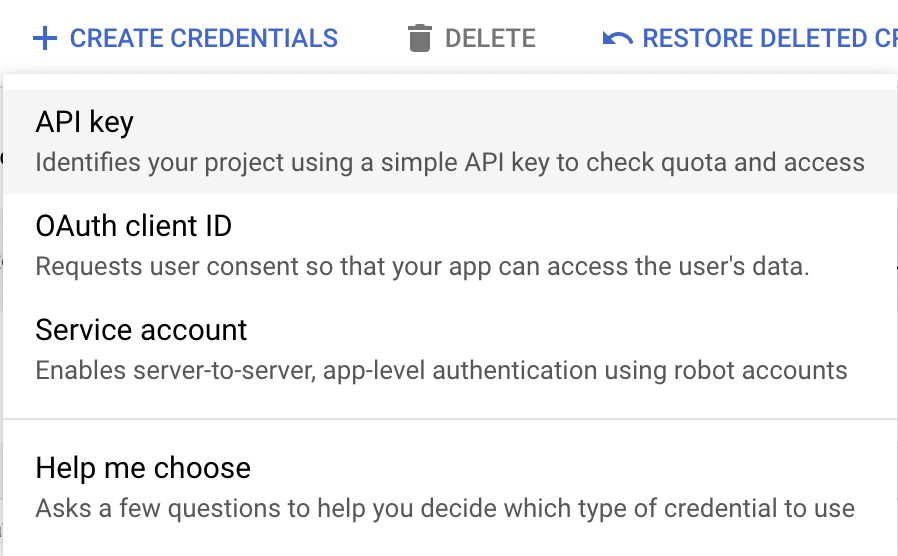 CREATE CREDENTIALS DELETE RESTORE DELETED
API key
Identifies your project using a simple API key to check quota and access
OAuth client ID
Requests user consent so that your app can access the user's data.
Service account
Enables server-to-server, app-level authentication using robot accounts
Help me choose
Asks a few questions to help you decide which type of credential to use